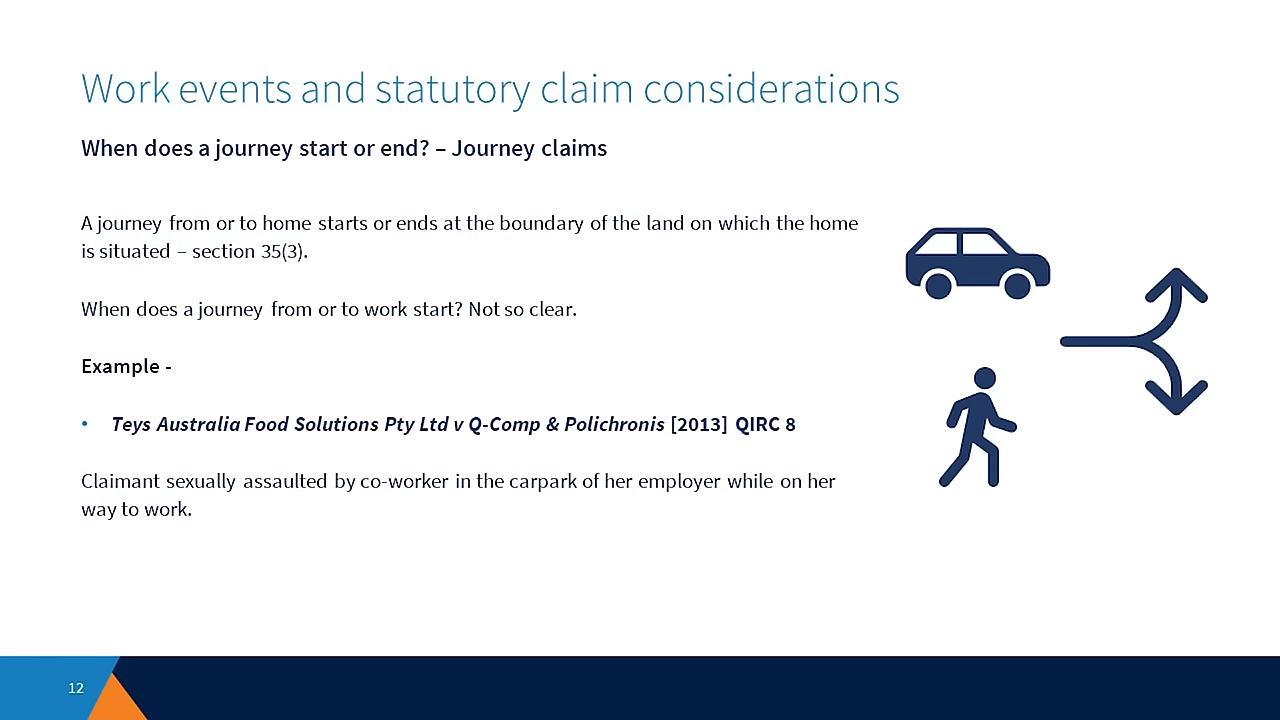 Work events and statutory claim considerations
When does a journey start or end? – Journey claims
A journey from or to home starts or ends at the boundary of the land on which the home
is situated – section 35(3).
When does a journey from or to work start? Not so clear.
Example -
• Teys Australia Food Solutions Pty Ltd v Q-Comp & Polichronis [2013] QIRC 8
Claimant sexually assaulted by co-worker in the carpark of her employer while on her
way to work.
12